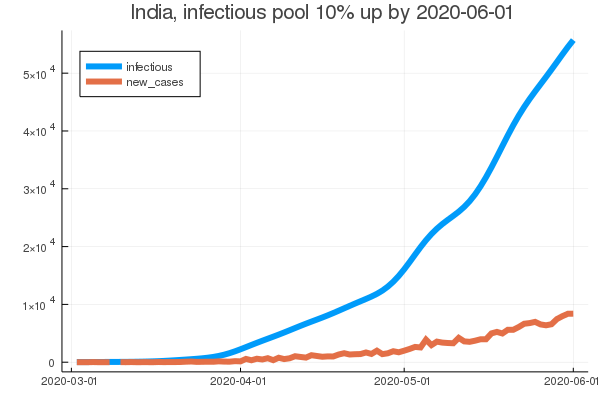 India, infectious pool 10% up by 2020-06-01
infectious
new_cases
5×10⁴
4×10⁴
3×10⁴
2×10⁴
1×10⁴
0
2020-03-01 2020-04-01 2020-05-01 2020-06-01